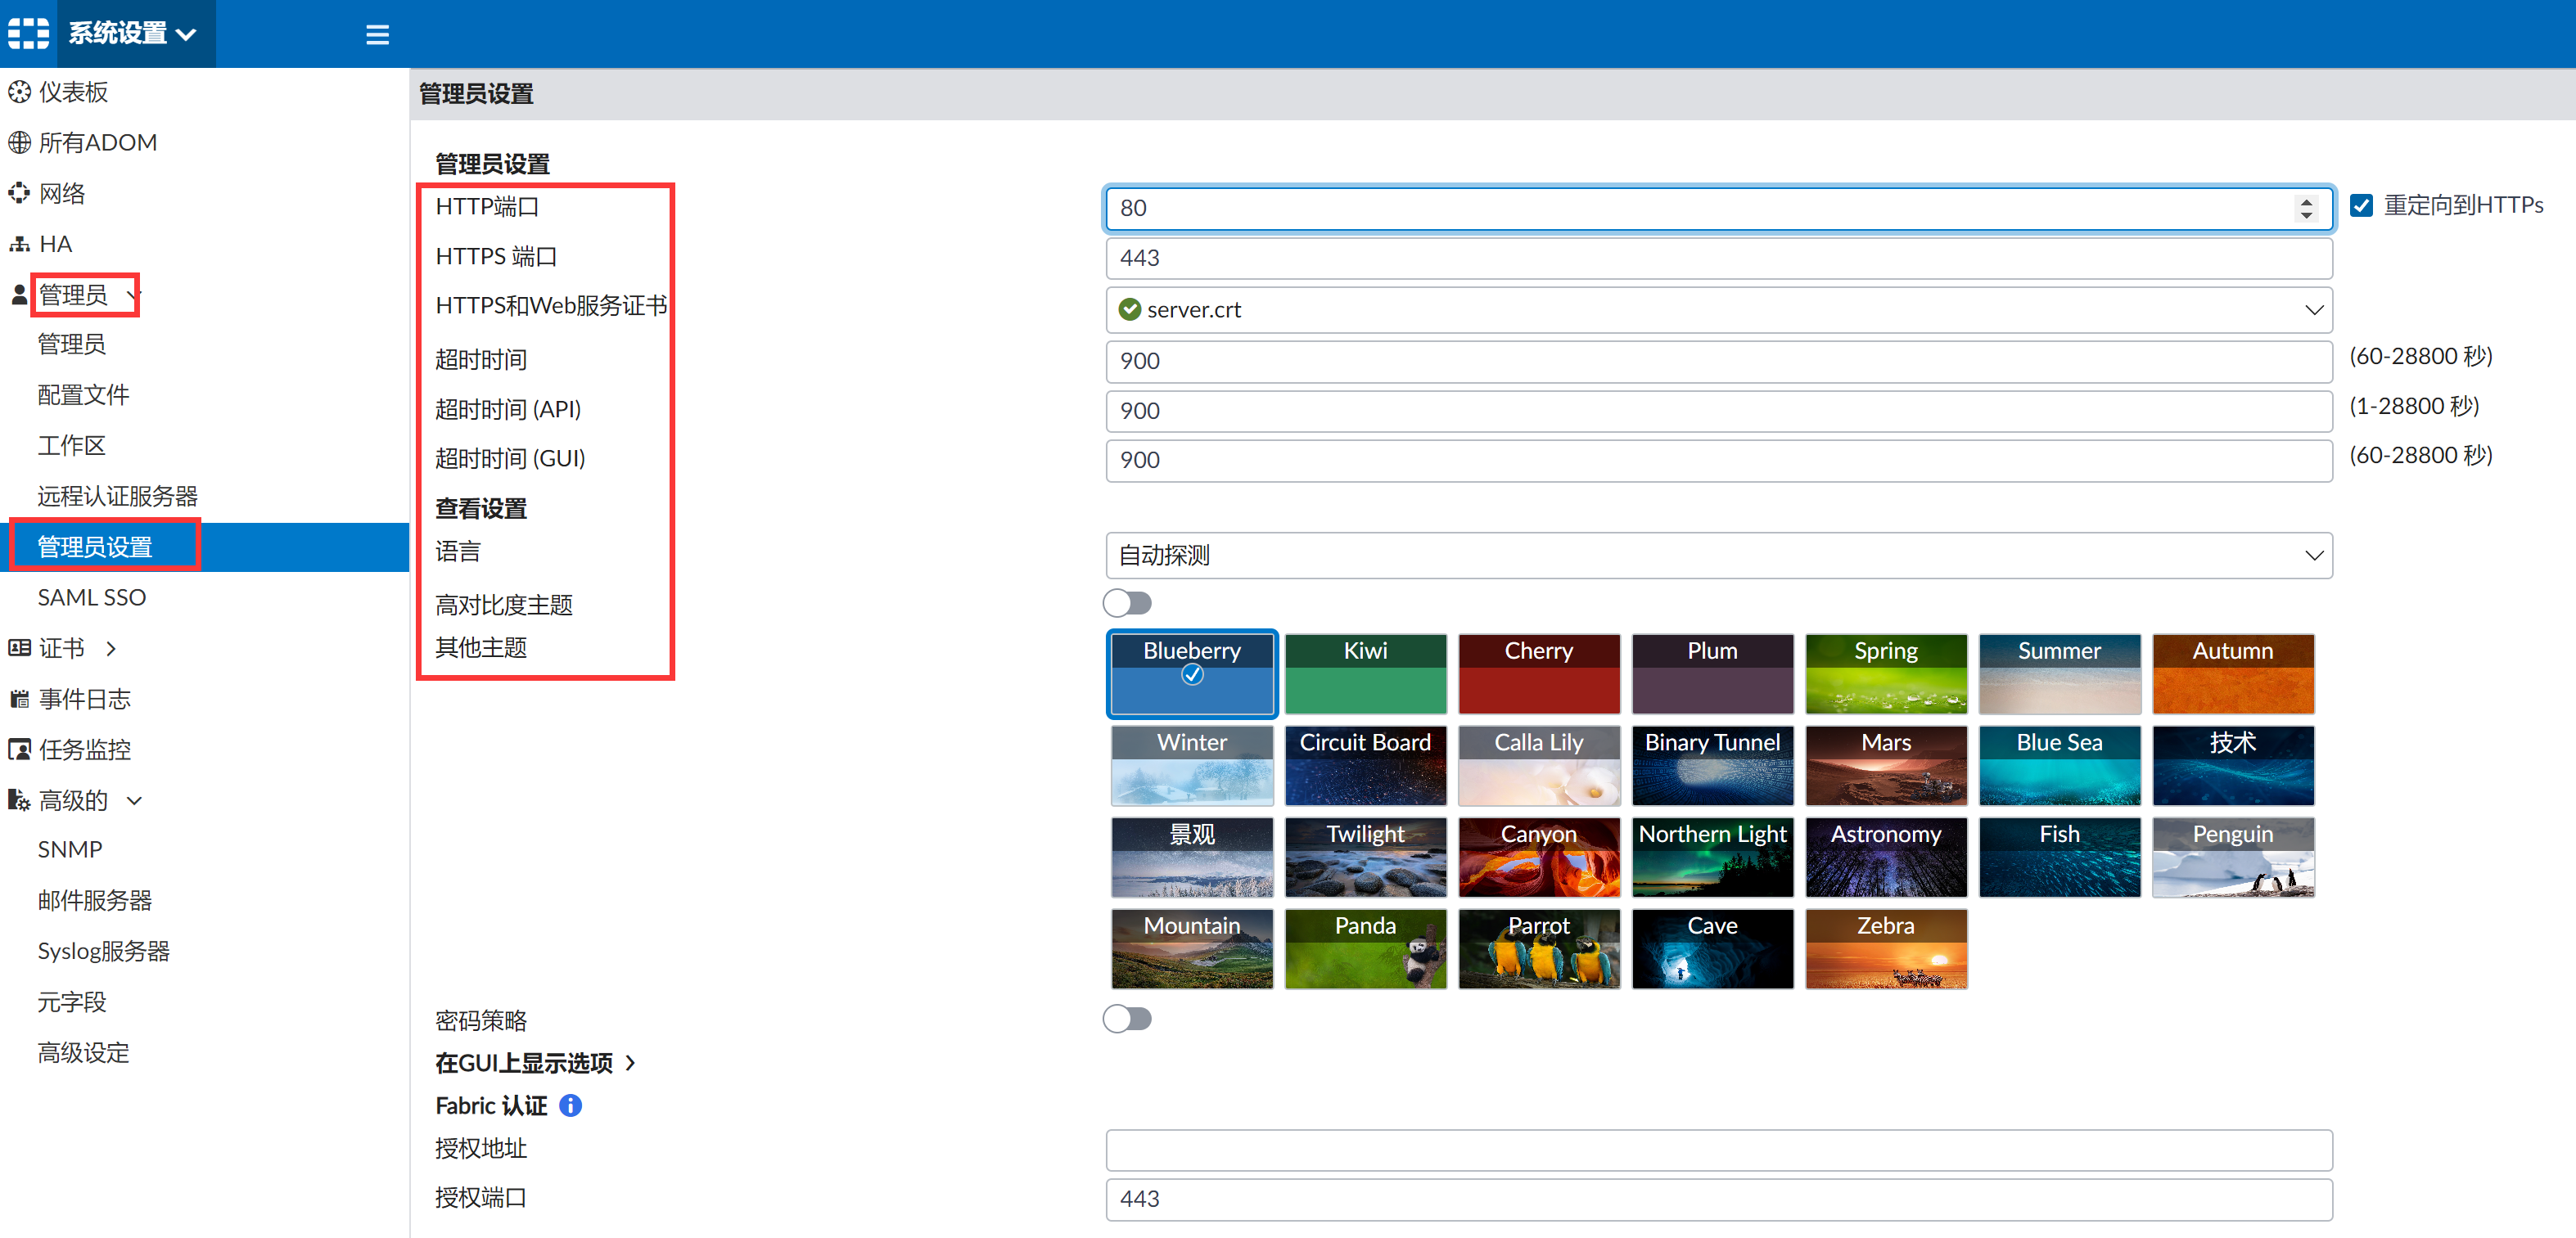 系统设置
仪表板
所有ADOM
网络
HA
管理员
管理员
配置文件
工作区
远程认证服务器
管理员设置
SAML SSO
证书
事件日志
任务监控
高级的
SNMP
邮件服务器
Syslog服务器
元字段
高级设定
管理员设置
管理员设置
HTTP端口 80 重定向到HTTPs
HTTPS 端口 443
HTTPS和Web服务证书 server.crt
超时时间 900 (60-28800 秒)
超时时间 (API) 900 (1-28800 秒)
超时时间 (GUI) 900 (60-28800 秒)
查看设置
语言 自动探测
高对比度主题
其他主题
Blueberry Kiwi Cherry Plum Spring Summer Autumn
Winter Circuit Board Calla Lily Binary Tunnel Mars Blue Sea 技术
景观 Twilight Canyon Northern Light Astronomy Fish Penguin
Mountain Panda Parrot Cave Zebra
密码策略
在GUI上显示选项
Fabric 认证
授权地址
授权端口 443